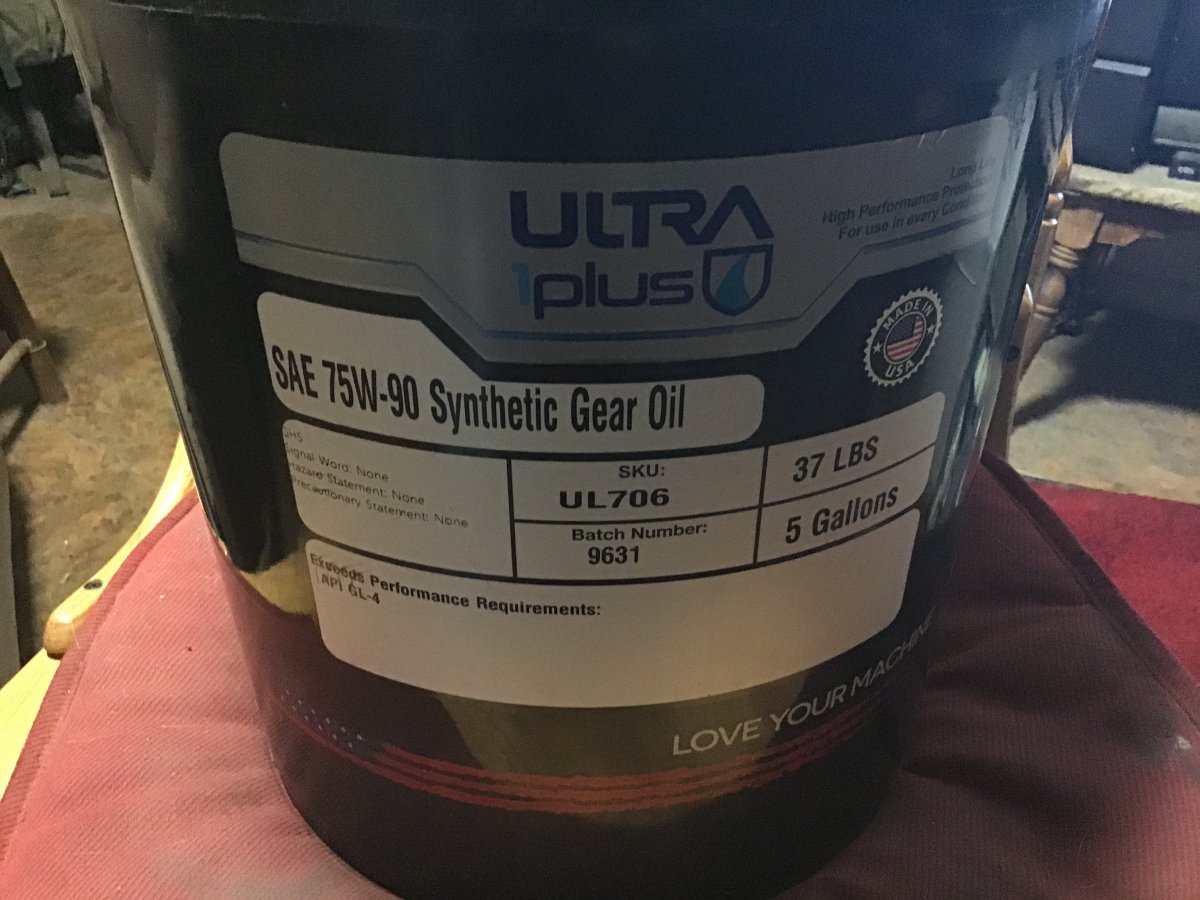 ULTRA
1plus
Long
High Performance
For use in every
MADE IN
USA
SAE 75W-90 Synthetic Gear Oil
GHS
Signal Word: None
Hazard Statement: None
Precautionary Statement: None
SKU:
UL706
Batch Number:
9631
37 LBS
5 Gallons
Exceeds Performance Requirements:
API GL-4
LOVE YOUR MACHINE